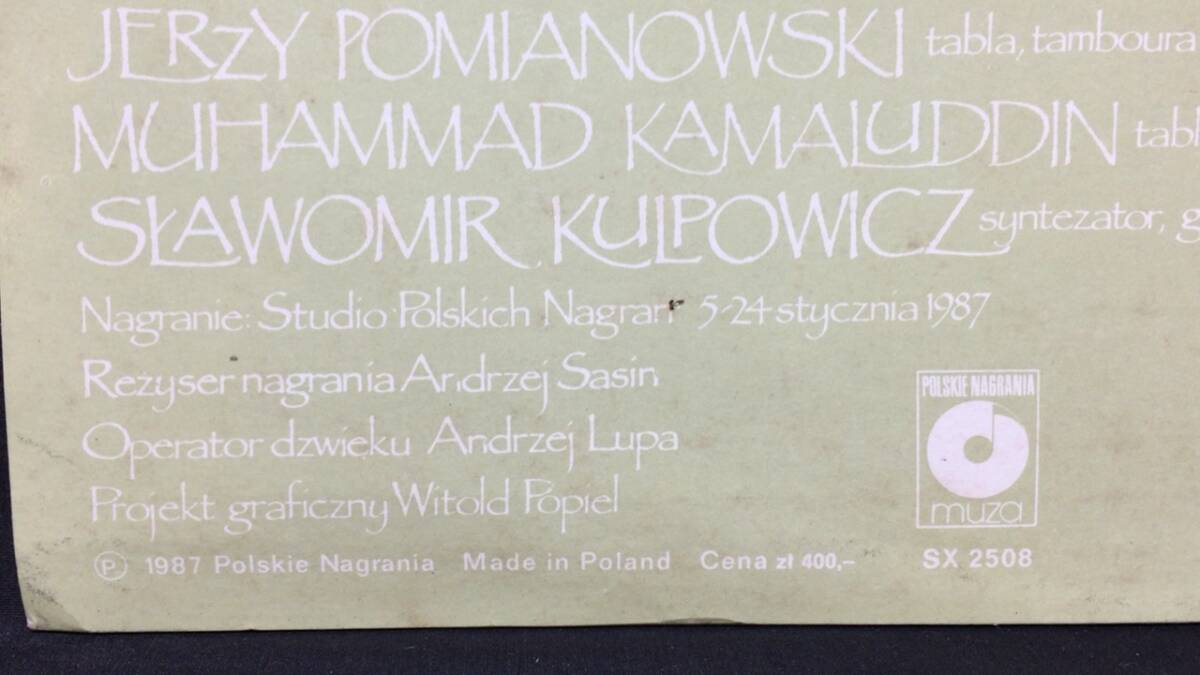 JERZY POMIANOWSKI tabla, tamboura
MUHAMMAD KAMALUDDIN
SŁAWOMIR KULPOWICZ syntezator,
Nagranie: Studio Polskich Nagrań 5-24 stycznia 1987
Reżyser nagrania Andrzej Sasin
Operator dzwięku Andrzej Lupa
Projekt graficzny Witold Popiel
POLSKIE NAGRANIA
muza
Ⓟ 1987 Polskie Nagrania Made in Poland Cena zł 400,- SX 2508